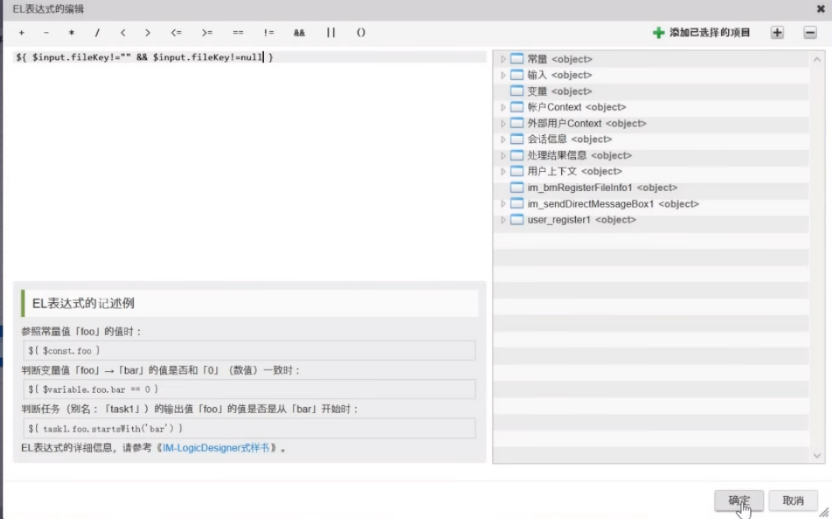 EL表达式的编辑
+ - * / < > <= >= == != && || ()
添加已选择的项目
${ $input.fileKey!="" && $input.fileKey!=null }
常量 <object>
输入 <object>
变量 <object>
帐户Context <object>
外部用户Context <object>
会话信息 <object>
处理结果信息 <object>
用户上下文 <object>
im_bmRegisterFileInfo1 <object>
im_sendDirectMessageBox1 <object>
user_register1 <object>
EL表达式的记述例
参照常量值「foo」的值时：
${ $const.foo }
判断变量值「foo」→「bar」的值是否和「0」（数值）一致时：
${ $variable.foo.bar == 0 }
判断任务（别名：「task1」）的输出值「foo」的值是否是从「bar」开始时：
${ task1.foo.startsWith('bar') }
EL表达式的详细信息，请参考《IM-LogicDesigner式样书》。
确定 取消